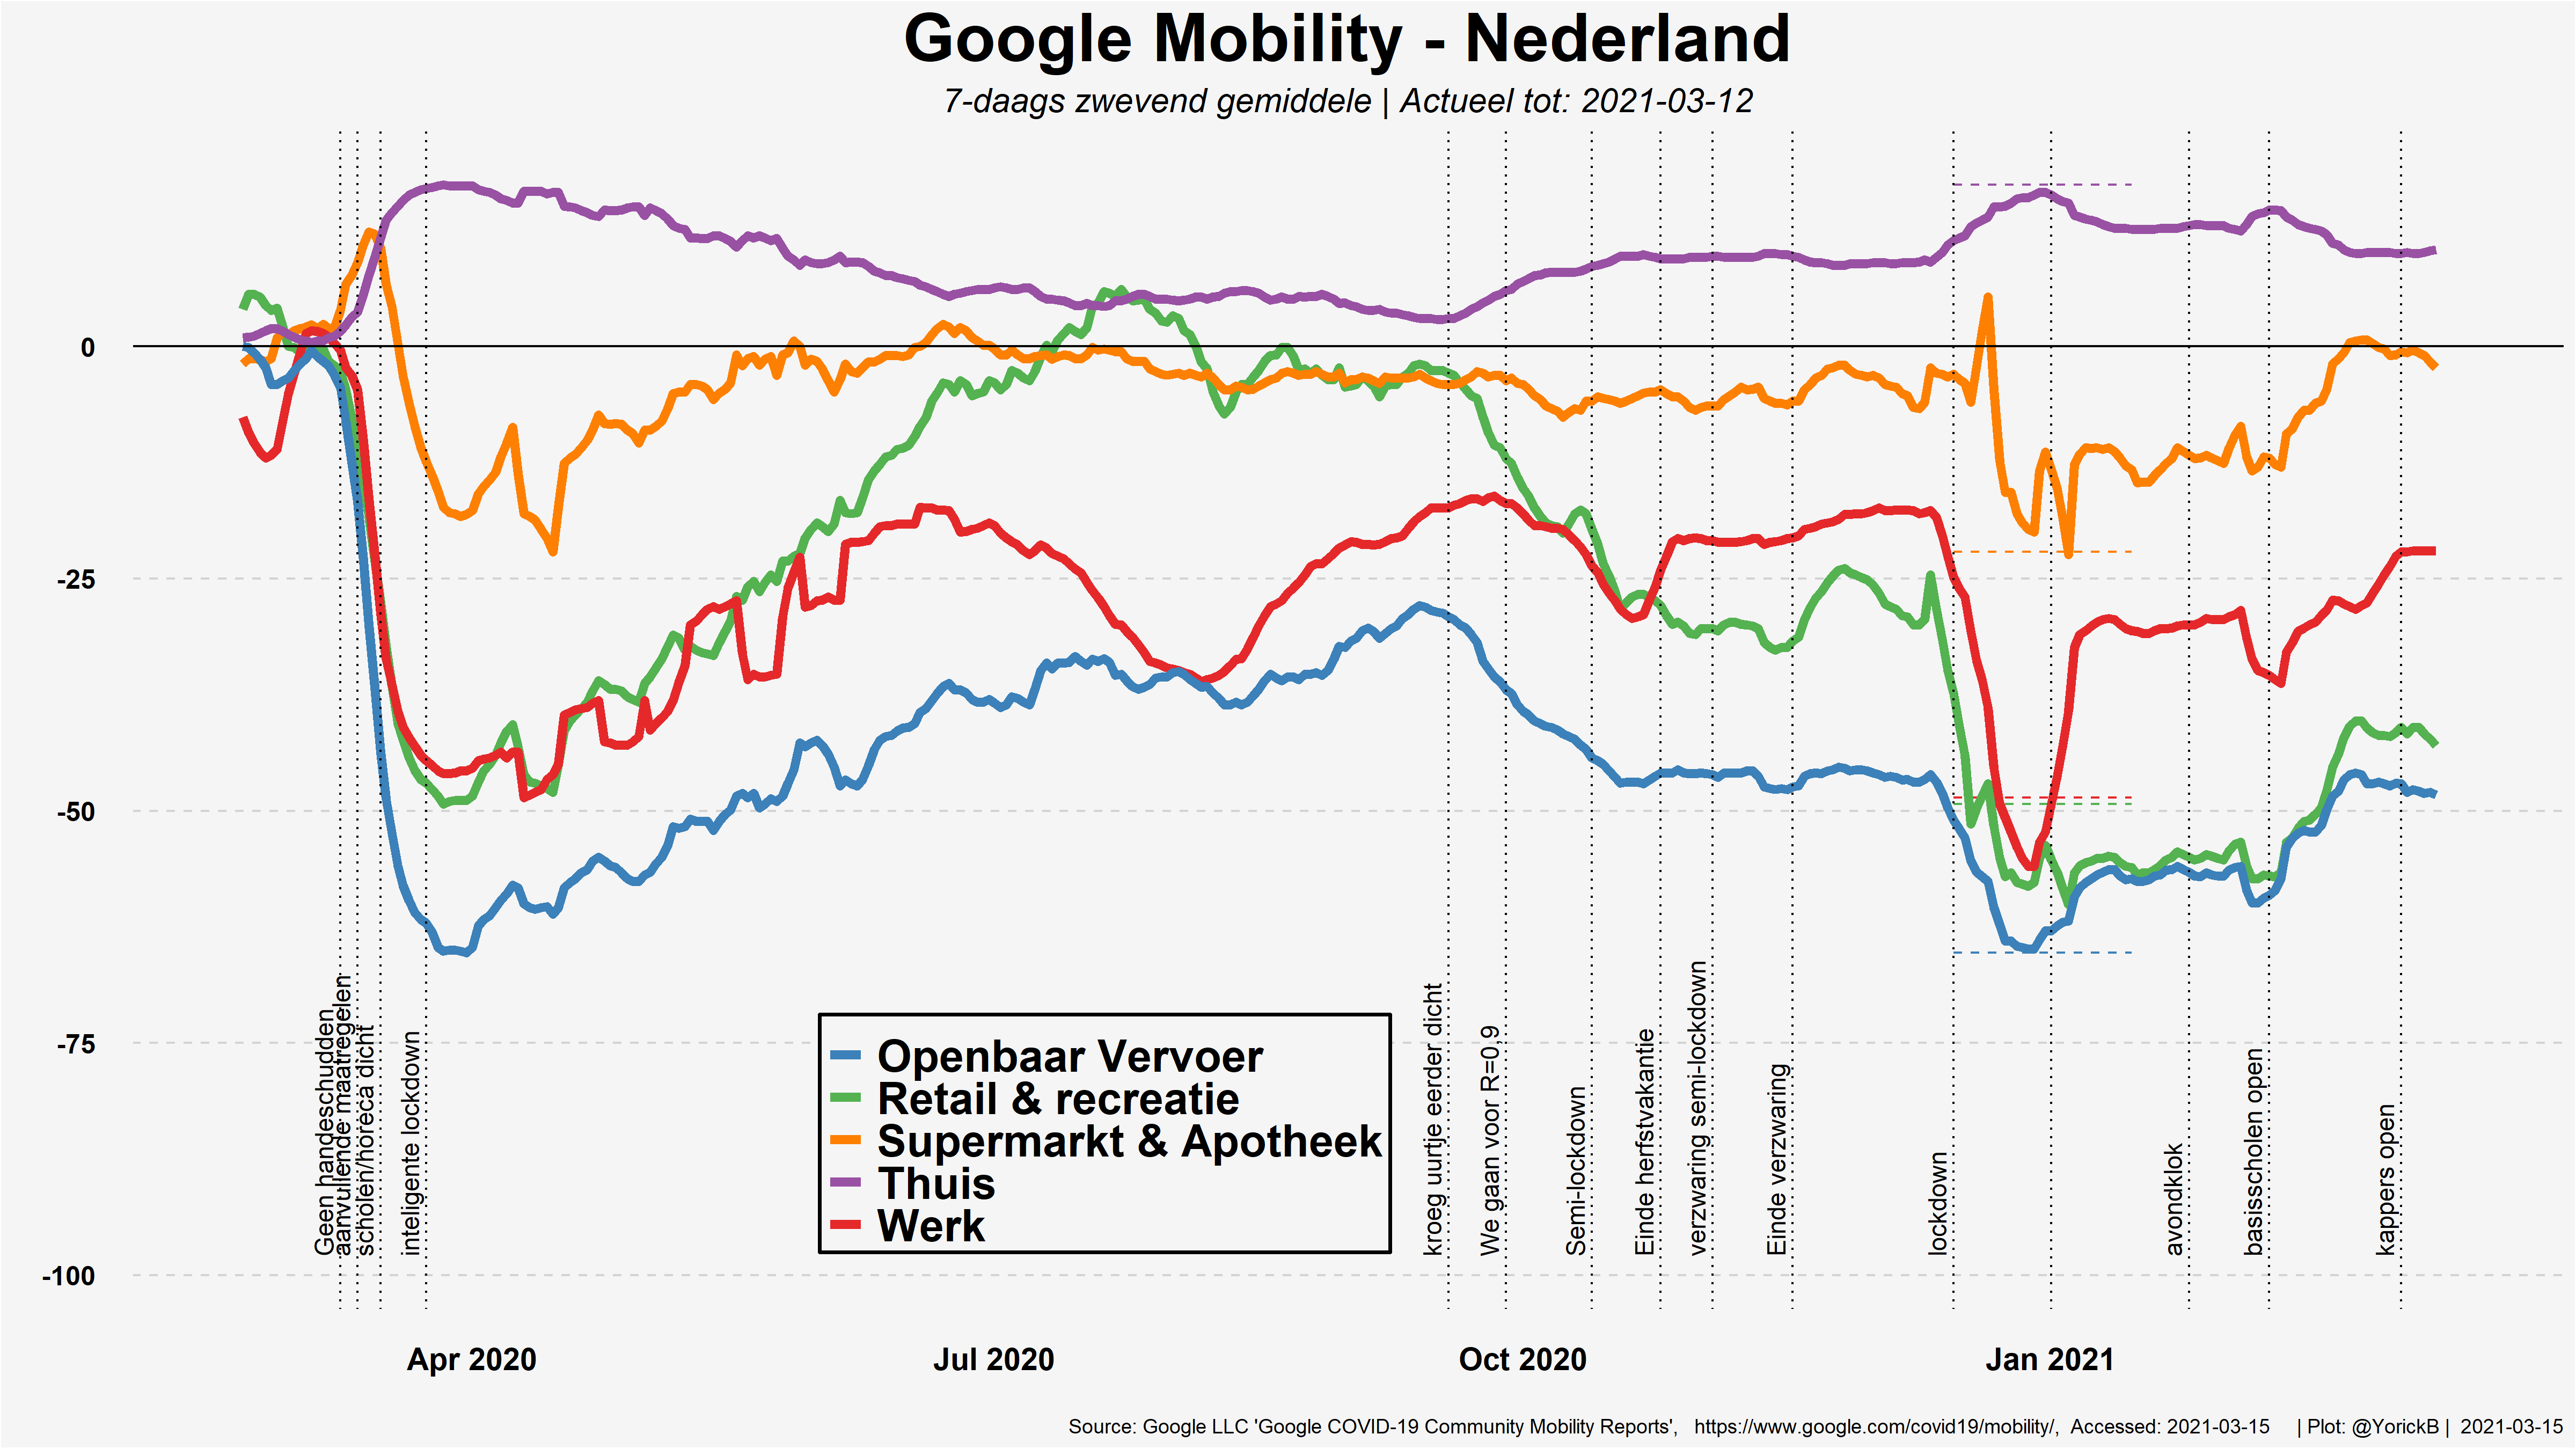 Google Mobility - Nederland
7-daags zwevend gemiddele | Actueel tot: 2021-03-12
0
-25
-50
-75
-100
Geen handeschudden
aanvullende maatregelen
scholen/horeca dicht
inteligente lockdown
kroeg uurtje eerder dicht
We gaan voor R=0,9
Semi-lockdown
Einde herfstvakantie
verzwaring semi-lockdown
Einde verzwaring
lockdown
avondklok
basisscholen open
kappers open
Openbaar Vervoer
Retail & recreatie
Supermarkt & Apotheek
Thuis
Werk
Apr 2020
Jul 2020
Oct 2020
Jan 2021
Source: Google LLC 'Google COVID-19 Community Mobility Reports', https://www.google.com/covid19/mobility/, Accessed: 2021-03-15 | Plot: @YorickB | 2021-03-15